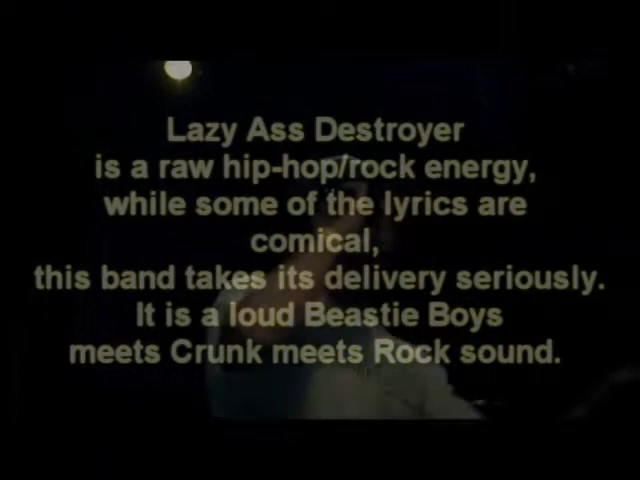 Lazy Ass Destroyer
is a raw hip-hop/rock energy,
while some of the lyrics are
comical,
this band takes its delivery seriously.
It is a loud Beastie Boys
meets Crunk meets Rock sound.